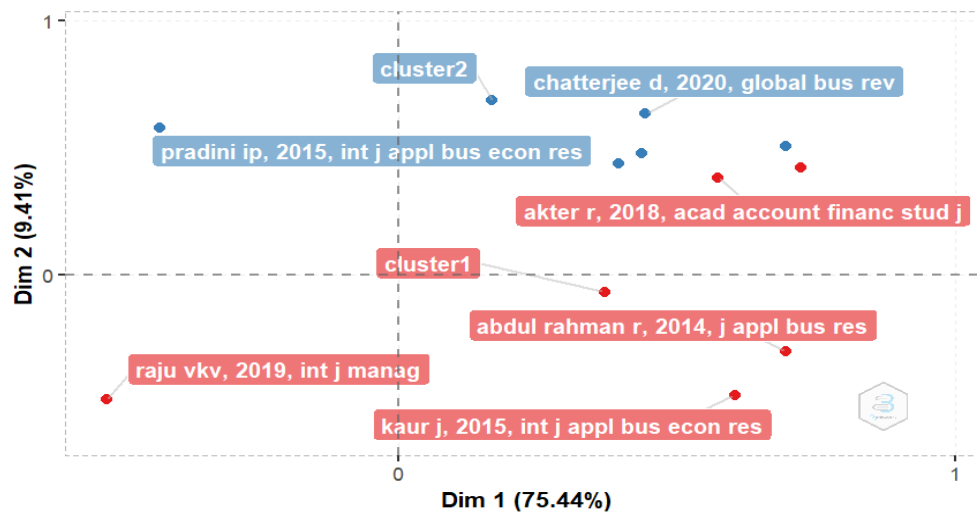 1
cluster2
chatterjee d, 2020, global bus rev
pradini ip, 2015, int j appl bus econ res
akter r, 2018, acad account financ stud j
Dim 2 (9.41%)
0
cluster1
abdul rahman r, 2014, j appl bus res
raju vkv, 2019, int j manag
kaur j, 2015, int j appl bus econ res
0
1
Dim 1 (75.44%)